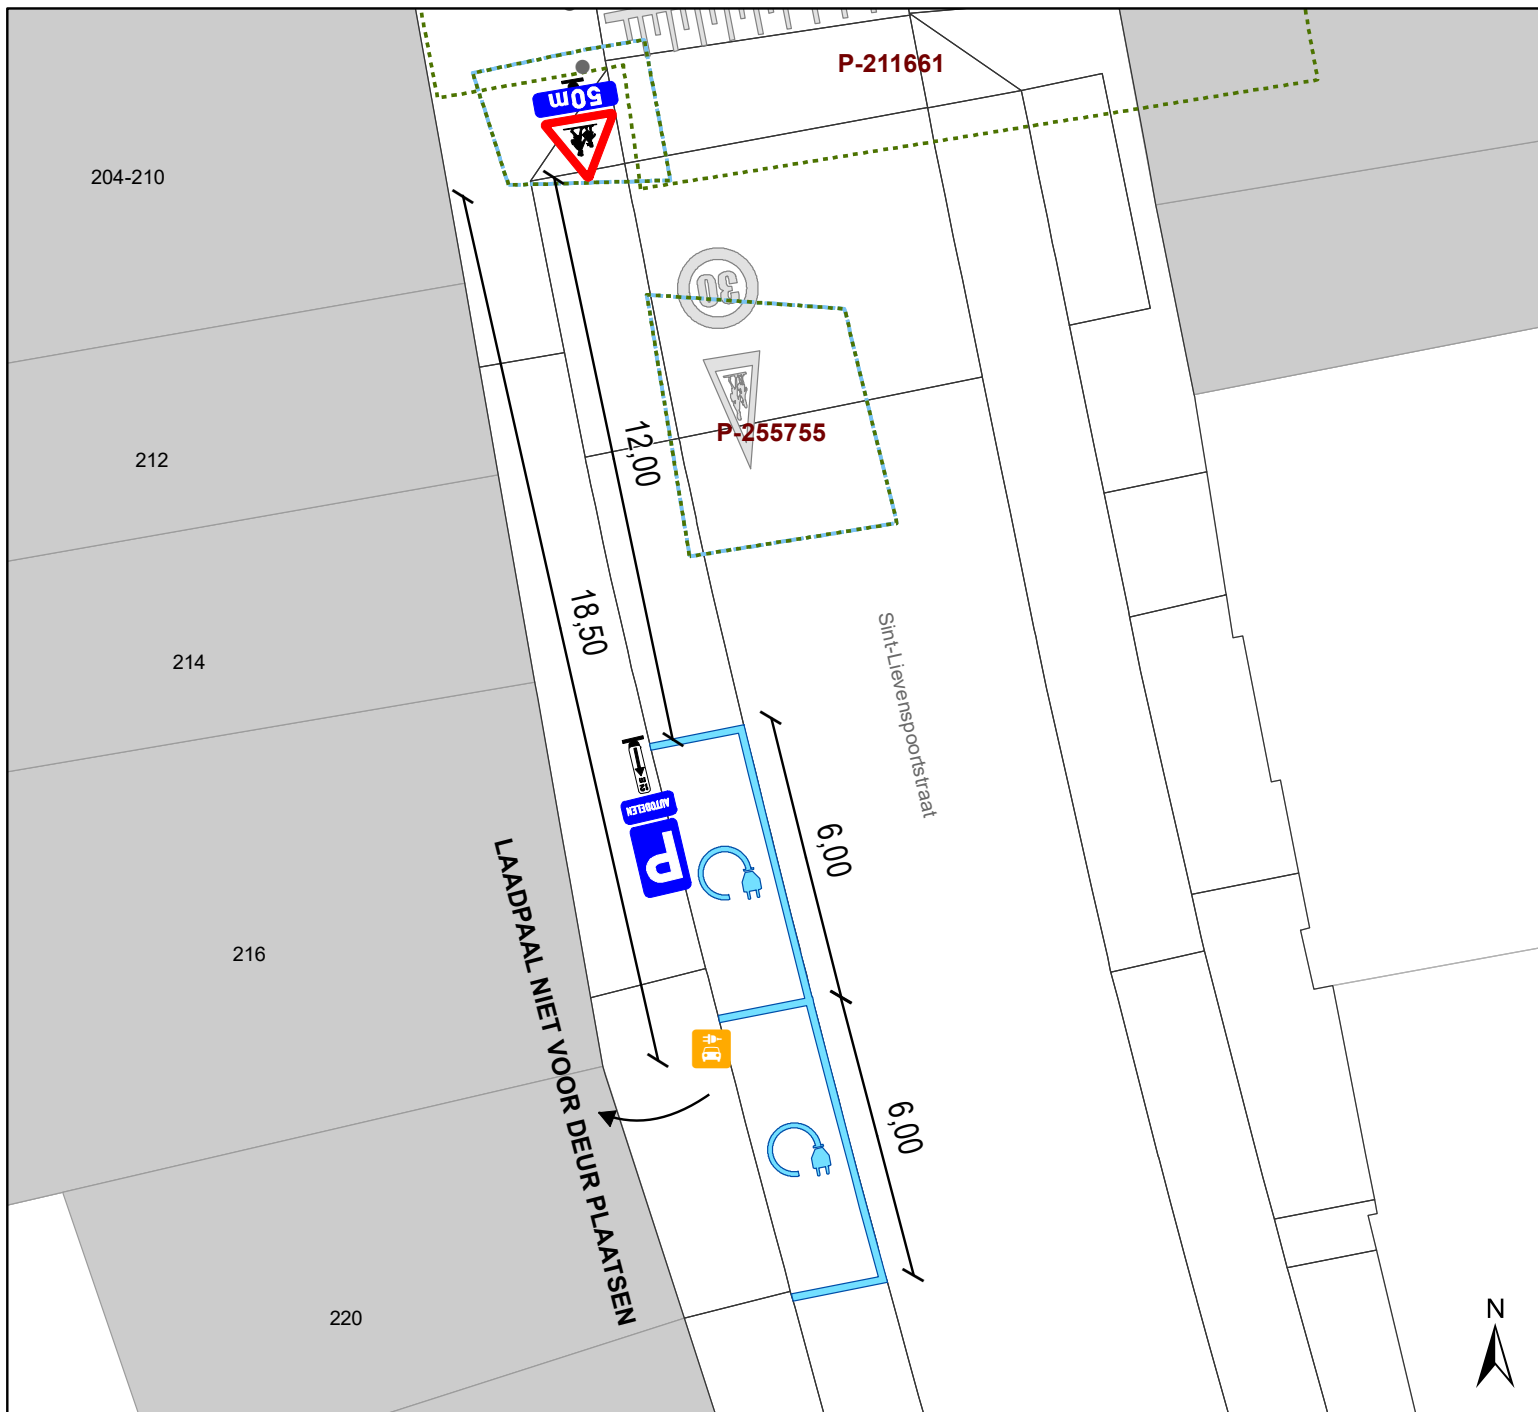 P-211661
50m
204-210
30
P-255755
12,00
212
18,50
214
Sint-Lievenspoortstraat
AUTODELEN
P
6,00
LAADPAAL NIET VOOR DEUR PLAATSEN
216
6,00
220
N